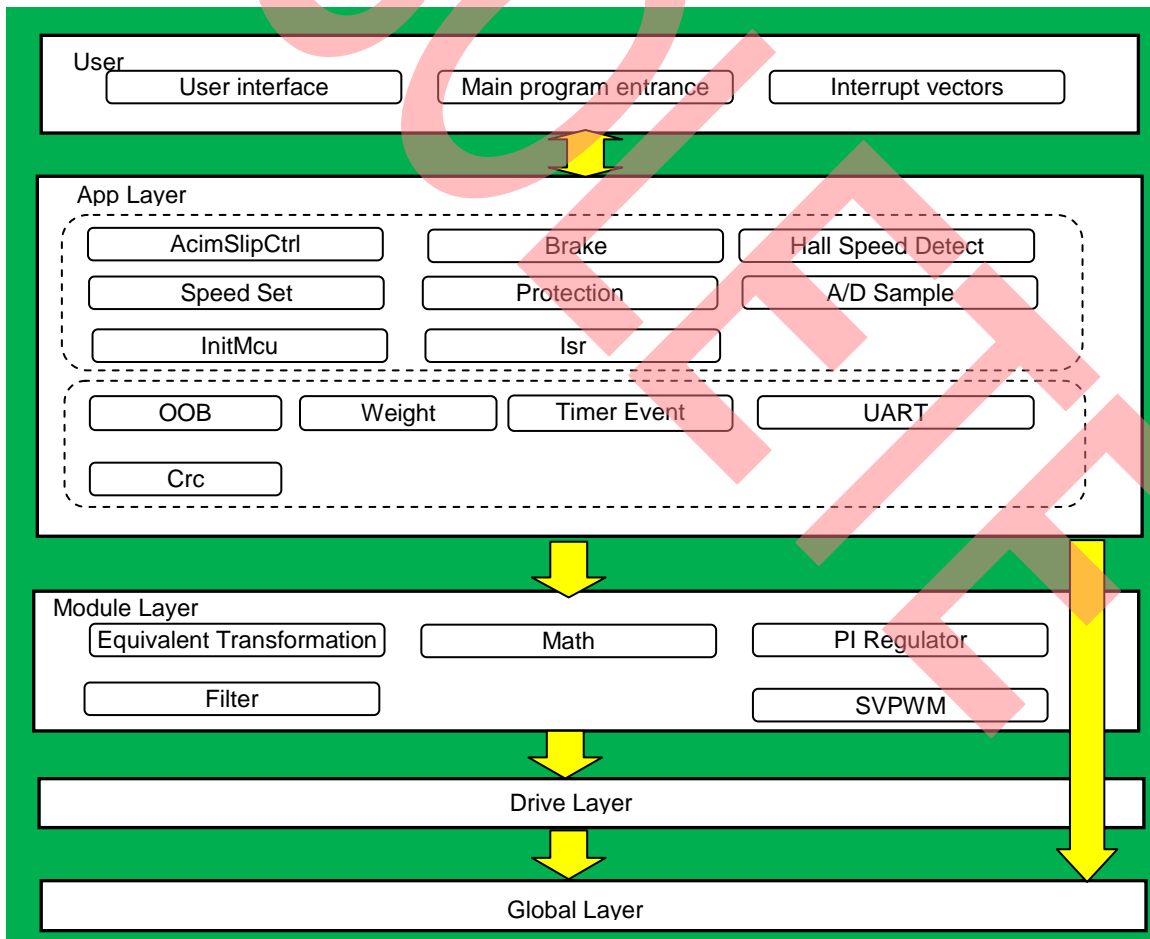 User
User interface
Main program entrance
Interrupt vectors
App Layer
AcimSlipCtrl
Brake
Hall Speed Detect
Speed Set
Protection
A/D Sample
InitMcu
Isr
OOB
Weight
Timer Event
UART
Crc
Module Layer
Equivalent Transformation
Math
PI Regulator
Filter
SVPWM
Drive Layer
Global Layer